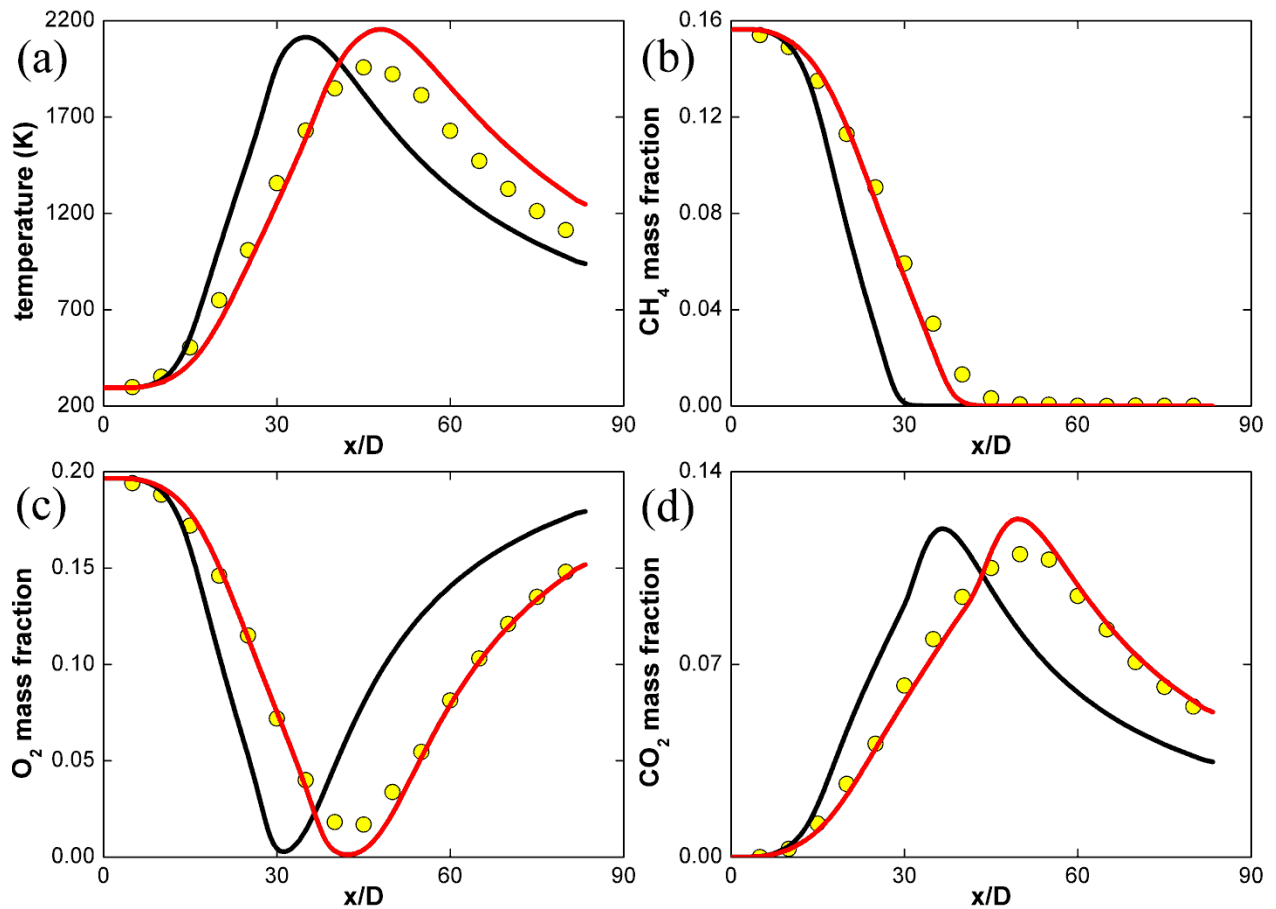 (a)
temperature (K)
2200
1700
1200
700
200
0
30
60
90
x/D
(b)
CH4 mass fraction
0.16
0.12
0.08
0.04
0.00
0
30
60
90
x/D
(c)
O2 mass fraction
0.20
0.15
0.10
0.05
0.00
0
30
60
90
x/D
(d)
CO2 mass fraction
0.14
0.07
0.00
0
30
60
90
x/D